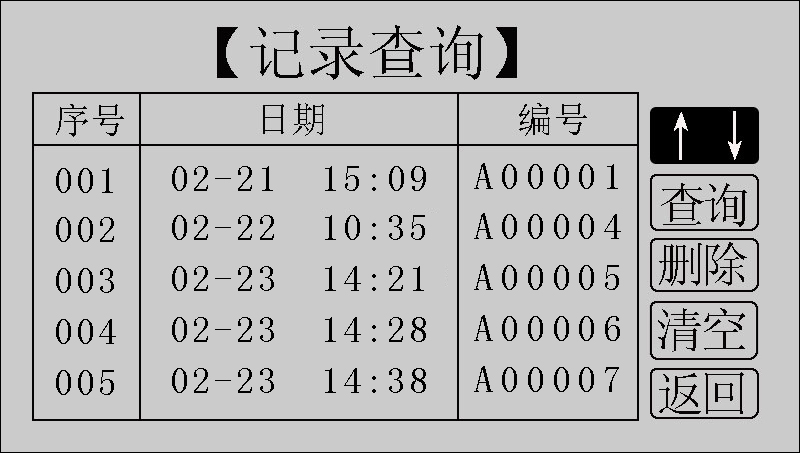 【记录查询】
序号 日期 编号
001 02-21 15:09 A00001
002 02-22 10:35 A00004
003 02-23 14:21 A00005
004 02-23 14:28 A00006
005 02-23 14:38 A00007
↑ ↓
查询
删除
清空
返回